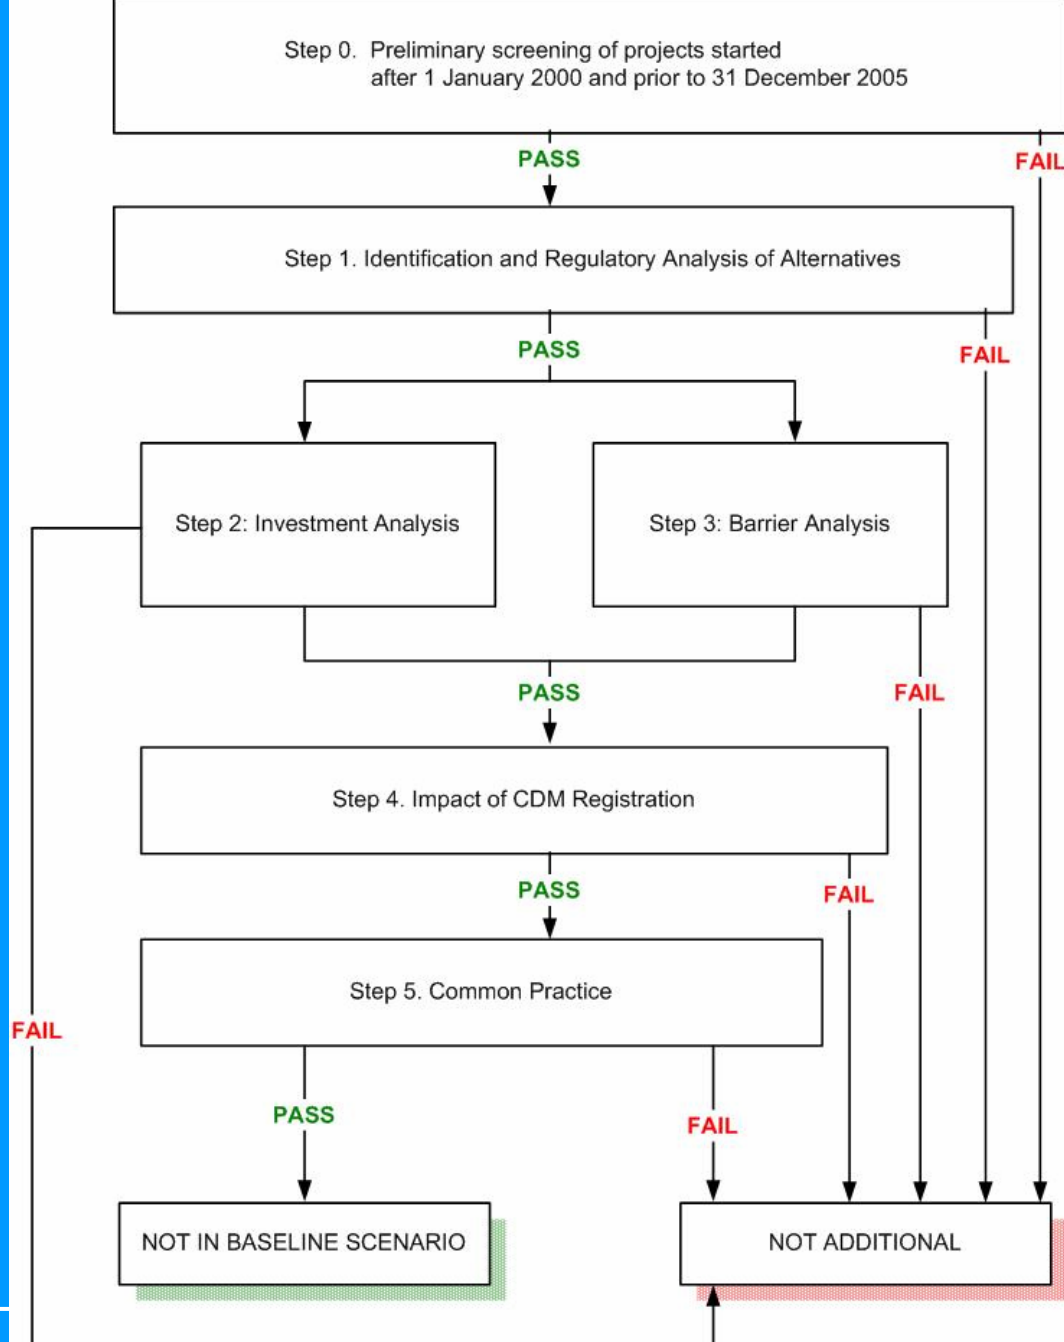 Step 0. Preliminary screening of projects started
after 1 January 2000 and prior to 31 December 2005
PASS
FAIL
Step 1. Identification and Regulatory Analysis of Alternatives
PASS
FAIL
Step 2: Investment Analysis
Step 3: Barrier Analysis
PASS
FAIL
Step 4. Impact of CDM Registration
PASS
FAIL
Step 5. Common Practice
FAIL
PASS
FAIL
NOT IN BASELINE SCENARIO
NOT ADDITIONAL